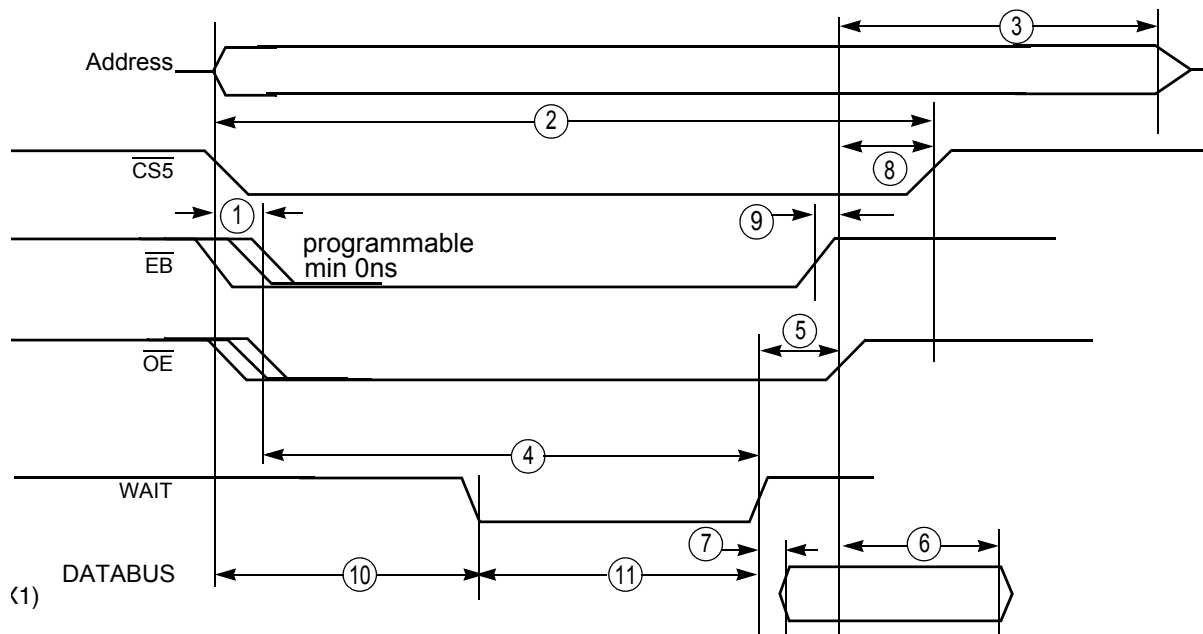 3
Address
2
CS5
8
1
9
programmable
min 0ns
EB
5
OE
4
WAIT
7
6
DATABUS
10
11
X1)